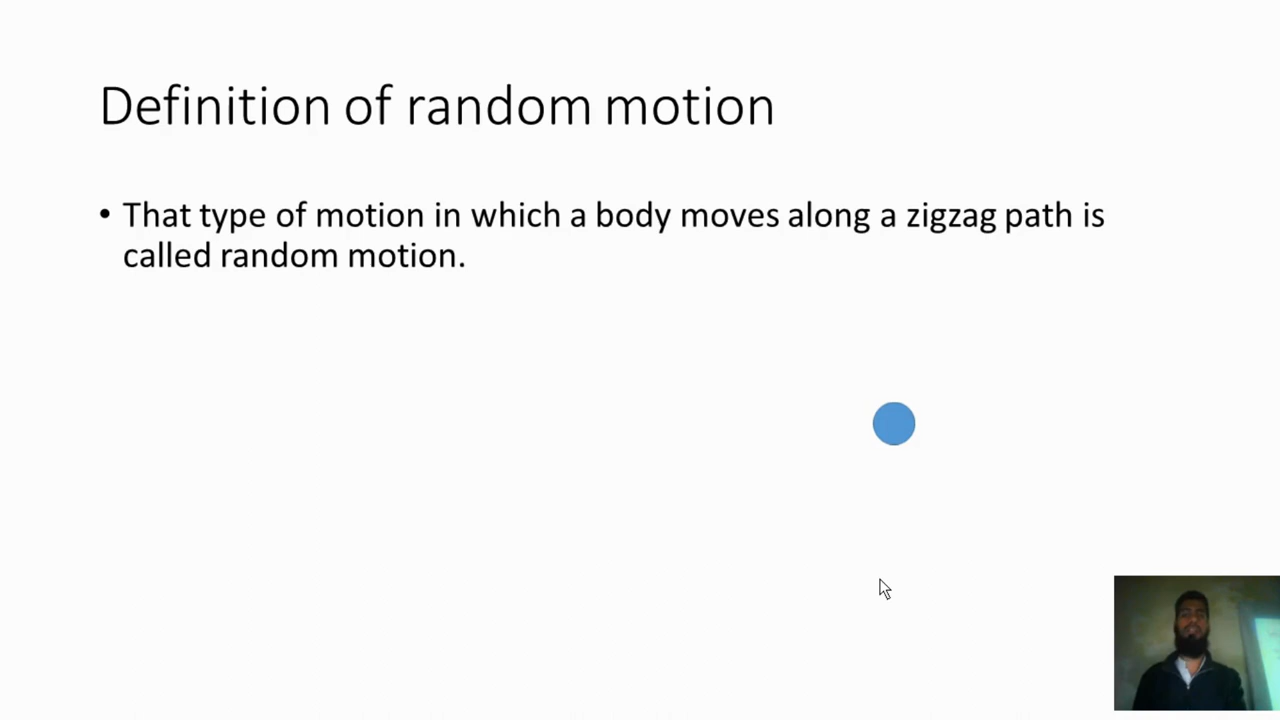 Definition of random motion
• That type of motion in which a body moves along a zigzag path is
called random motion.